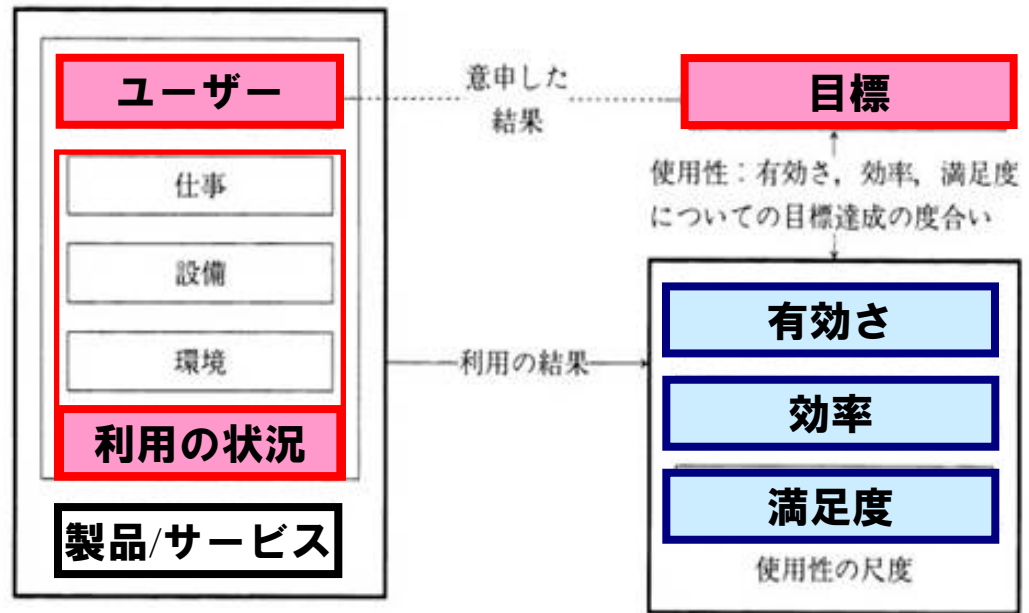 ユーザー
意申した
結果
目標
仕事
設備
環境
利用の状況
製品/サービス
使用性：有効さ，効率，満足度
についての目標達成の度合い
利用の結果
有効さ
効率
満足度
使用性の尺度